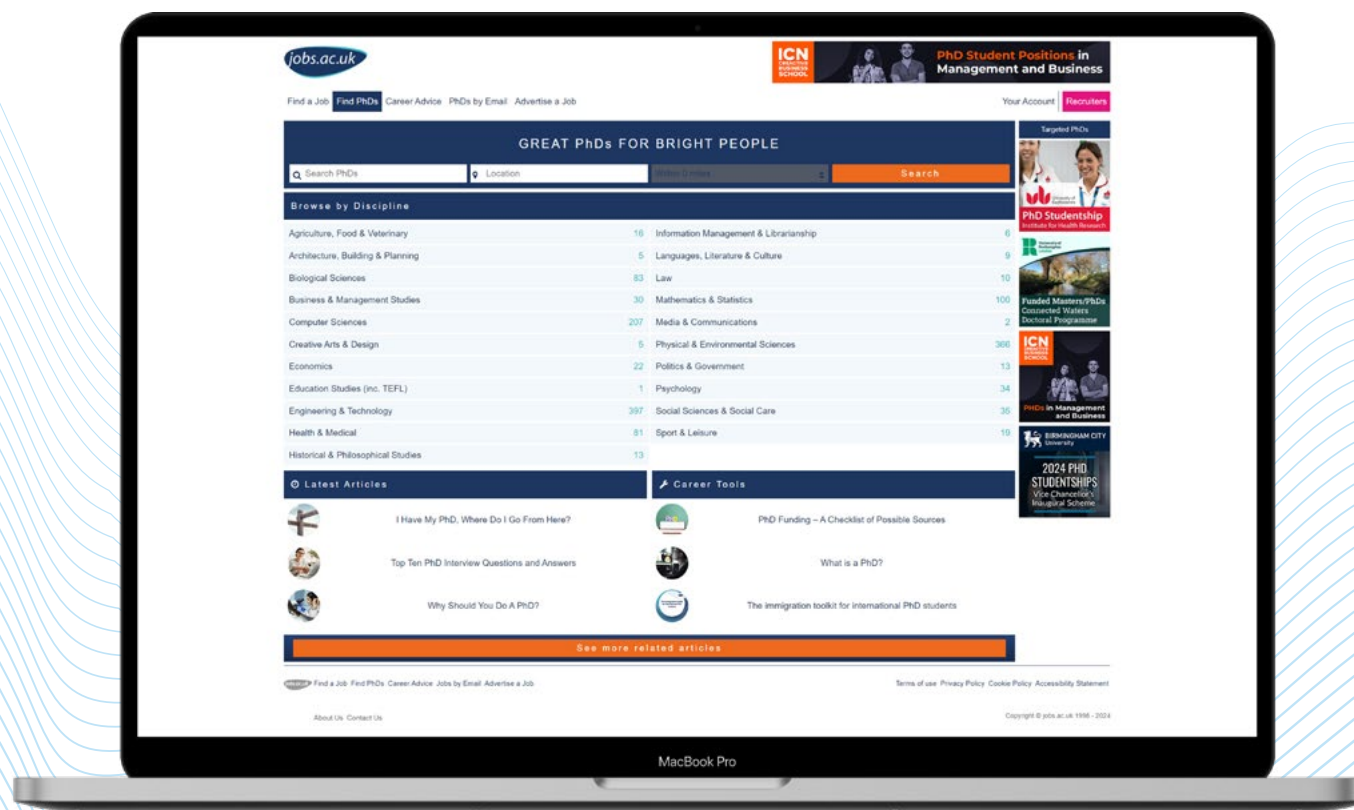 jobs.ac.uk
ICN
BUSINESS
SCHOOL
PhD Student Positions in
Management and Business
Find a Job Find PhDs Career Advice PhDs by Email Advertise a Job
Your Account Recruiters
GREAT PhDs FOR BRIGHT PEOPLE
Search PhDs Location Search
Browse by Discipline
Agriculture, Food & Veterinary 16
Architecture, Building & Planning 5
Biological Sciences 83
Business & Management Studies 30
Computer Sciences 207
Creative Arts & Design 5
Economics 22
Education Studies (inc. TEFL) 1
Engineering & Technology 397
Health & Medical 81
Historical & Philosophical Studies 13
Information Management & Librarianship 6
Languages, Literature & Culture 9
Law 10
Mathematics & Statistics 100
Media & Communications 2
Physical & Environmental Sciences 366
Politics & Government 13
Psychology 34
Social Sciences & Social Care 36
Sport & Leisure 19
Targeted PhDs
PhD Studentship
Institute for Health Research
Funded Masters/PhDs
Connected Waters
Doctoral Programme
ICN
BUSINESS
SCHOOL
PHDs in Management
and Business
BIRMINGHAM CITY
University
2024 PHD
STUDENTSHIPS
Vice Chancellor's
Inaugural Scheme
Latest Articles
I Have My PhD, Where Do I Go From Here?
Top Ten PhD Interview Questions and Answers
Why Should You Do A PhD?
Career Tools
PhD Funding – A Checklist of Possible Sources
What is a PhD?
The immigration toolkit for international PhD students
See more related articles
Find a Job Find PhDs Career Advice Jobs by Email Advertise a Job
Terms of use Privacy Policy Cookie Policy Accessibility Statement
About Us Contact Us
Copyright © jobs.ac.uk 1998 - 2024
MacBook Pro